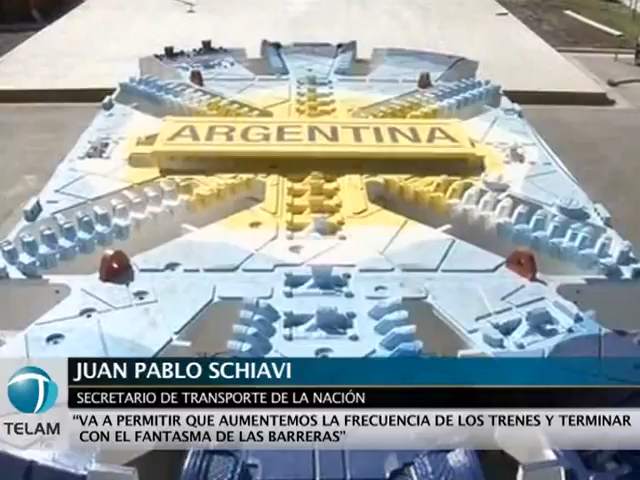 ARGENTINA
JUAN PABLO SCHIAVI
SECRETARIO DE TRANSPORTE DE LA NACIÓN
TELAM
"VA A PERMITIR QUE AUMENTEMOS LA FRECUENCIA DE LOS TRENES Y TERMINAR
CON EL FANTASMA DE LAS BARRERAS"